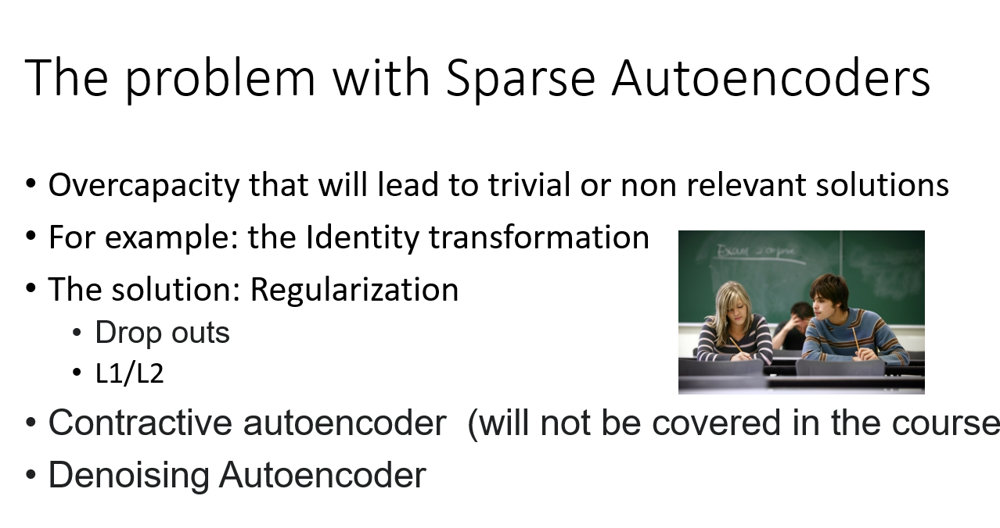 The problem with Sparse Autoencoders
• Overcapacity that will lead to trivial or non relevant solutions
• For example: the Identity transformation
• The solution: Regularization
• Drop outs
• L1/L2
• Contractive autoencoder (will not be covered in the course
• Denoising Autoencoder
Exam